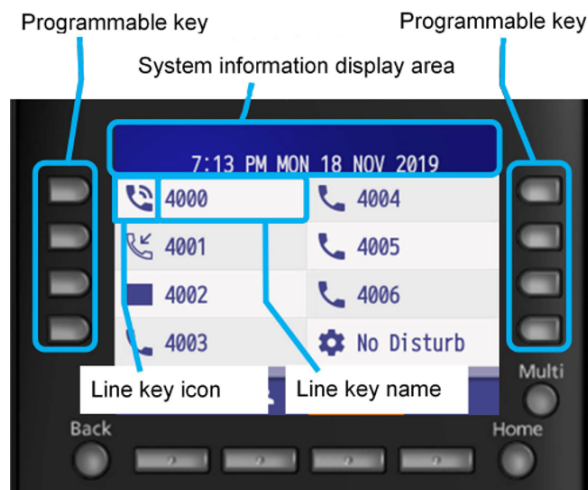 Programmable key
Programmable key
System information display area
7:13 PM MON 18 NOV 2019
4000
4004
4001
4005
4002
4006
4003
No Disturb
Line key icon
Line key name
Multi
Back
Home